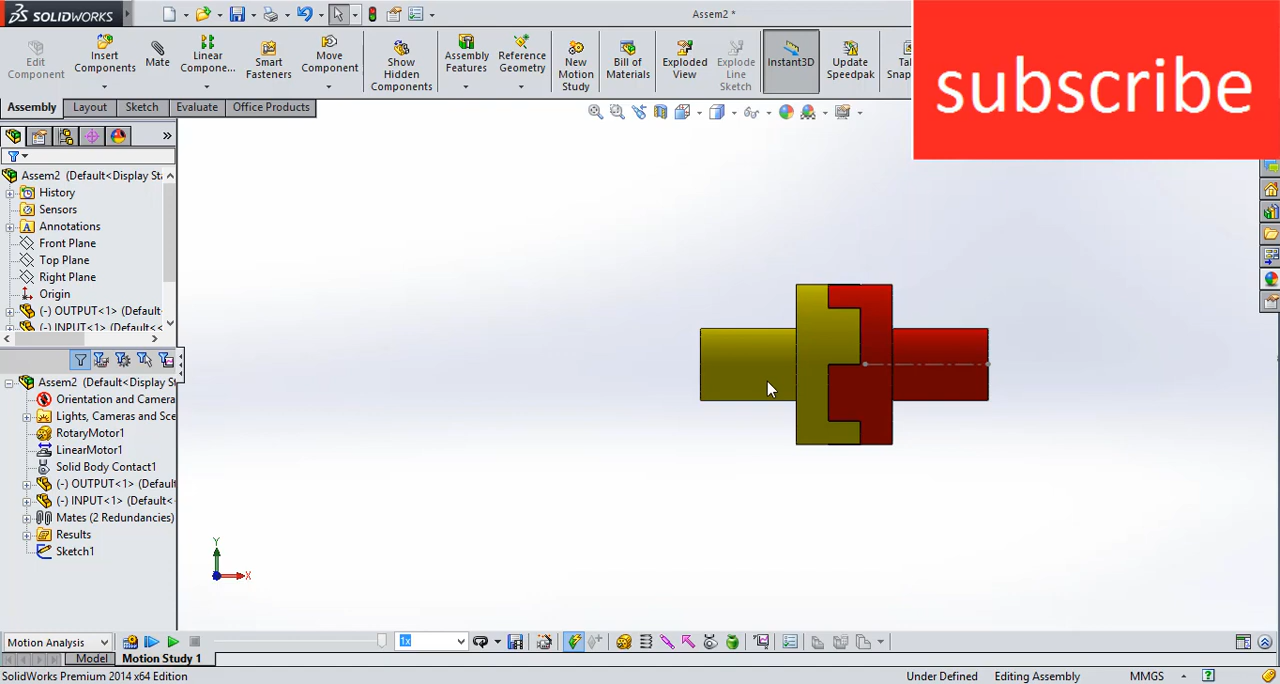 SOLIDWORKS
Assem2 *
subscribe
Edit
Component
Insert
Components
Mate
Linear
Compone...
Smart
Fasteners
Move
Component
Show
Hidden
Components
Assembly
Features
Reference
Geometry
New
Motion
Study
Bill of
Materials
Exploded
View
Explode
Line
Sketch
Instant3D
Update
Speedpak
Assembly
Layout
Sketch
Evaluate
Office Products
Assem2 (Default<Display Sta
History
Sensors
A Annotations
Front Plane
Top Plane
Right Plane
Origin
(-) OUTPUT<1> (Default
(-) INPUT<1> (Default<<
Assem2 (Default<Display S
Orientation and Camera
Lights, Cameras and Sce
RotaryMotor1
LinearMotor1
Solid Body Contact1
(-) OUTPUT<1> (Defaul
(-) INPUT<1> (Default<
Mates (2 Redundancies)
Results
Sketch1
Y
X
Motion Analysis
1x
Model
Motion Study 1
SolidWorks Premium 2014 x64 Edition
Under Defined
Editing Assembly
MMGS